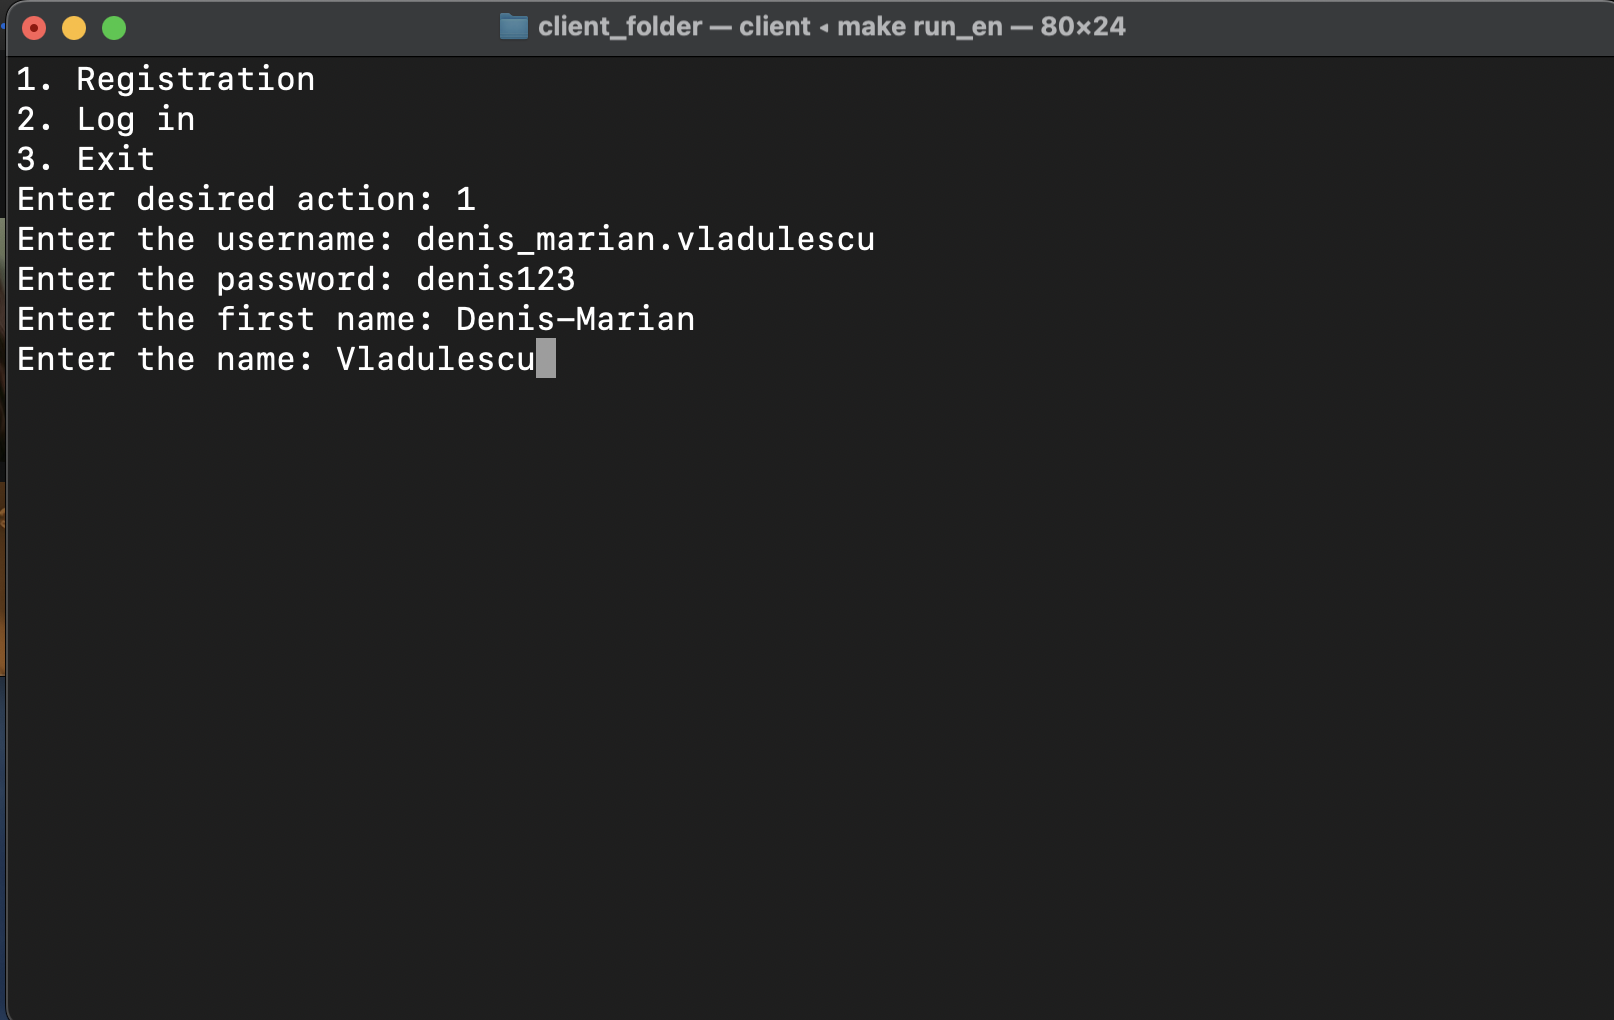 client_folder — client ◂ make run_en — 80×24
1. Registration
2. Log in
3. Exit
Enter desired action: 1
Enter the username: denis_marian.vladulescu
Enter the password: denis123
Enter the first name: Denis-Marian
Enter the name: Vladulescu